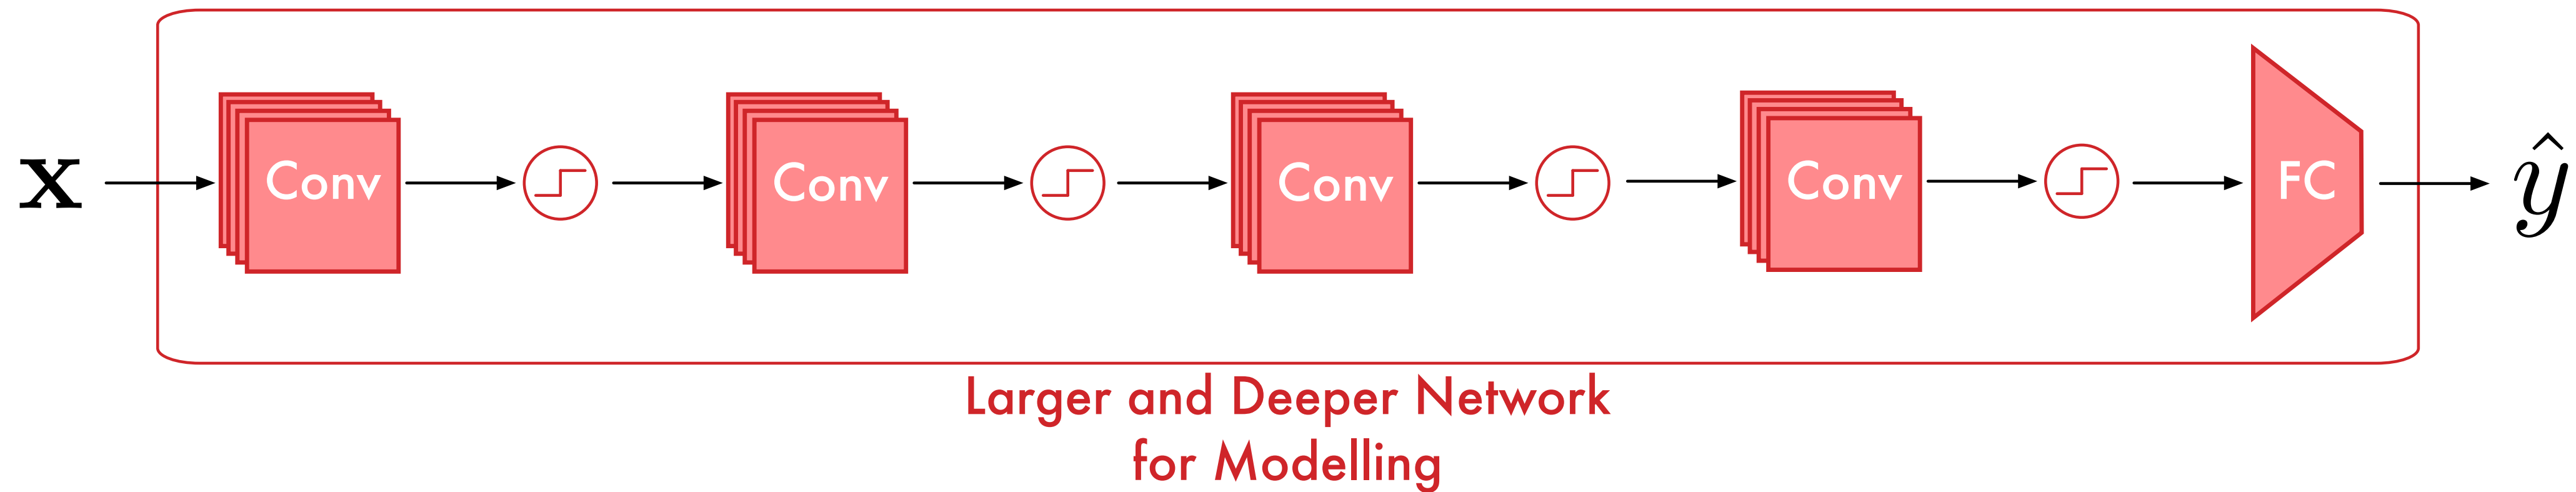 x
Conv
Conv
Conv
Conv
FC
ŷ
Larger and Deeper Network
for Modelling